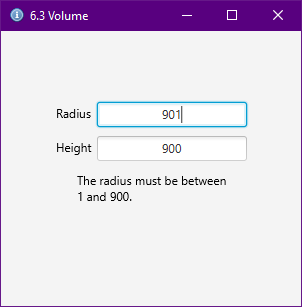 6.3 Volume
Radius 901
Height 900
The radius must be between
1 and 900.